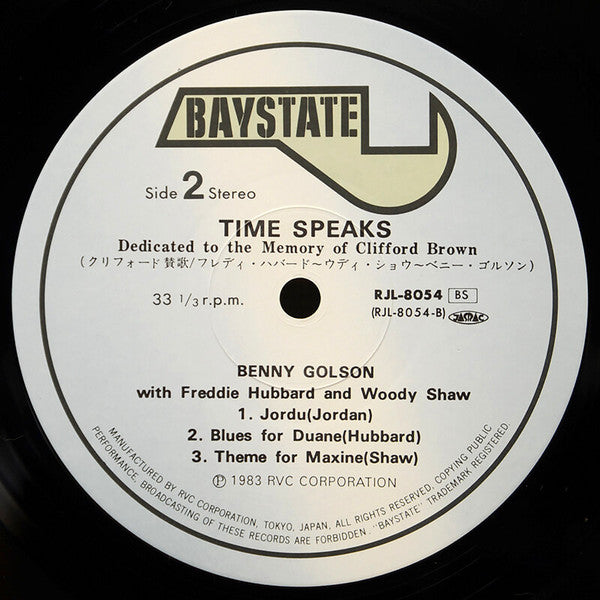 BAYSTATE
Side 2 Stereo
TIME SPEAKS
Dedicated to the Memory of Clifford Brown
(クリフォード賛歌/フレディ・ハバード~ウディ・ショウ~ベニー・ゴルソン)
33 1/3 r.p.m.
RJL-8054 BS
(RJL-8054-B) JASRAC
BENNY GOLSON
with Freddie Hubbard and Woody Shaw
1. Jordu(Jordan)
2. Blues for Duane(Hubbard)
3. Theme for Maxine(Shaw)
Ⓟ 1983 RVC CORPORATION
MANUFACTURED BY RVC CORPORATION, TOKYO, JAPAN, ALL RIGHTS RESERVED, COPYING PUBLIC
PERFORMANCE, BROADCASTING OF THESE RECORDS ARE FORBIDDEN. "BAYSTATE" TRADEMARK REGISTERED.